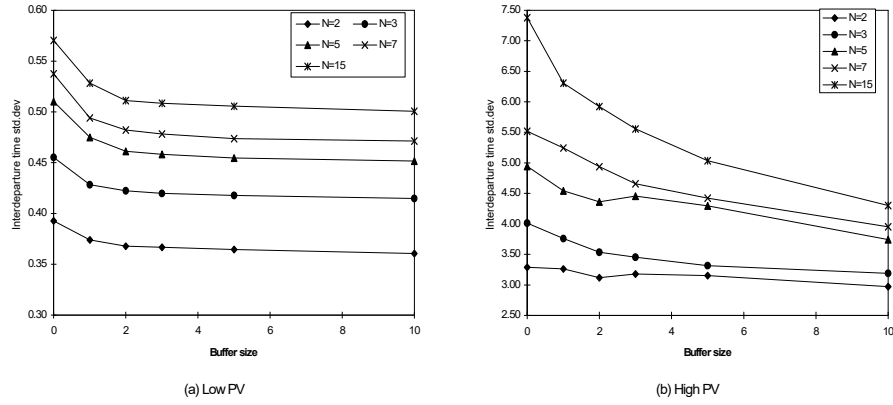 0.60
0.55
0.50
0.45
0.40
0.35
0.30
Interdeparture time std.dev
N=2 N=3
N=5 N=7
N=15
0 2 4 6 8 10
Buffer size
(a) Low PV
7.50
7.00
6.50
6.00
5.50
5.00
4.50
4.00
3.50
3.00
2.50
Interdeparture time std.dev
N=2
N=3
N=5
N=7
N=15
0 2 4 6 8 10
Buffer size
(b) High PV